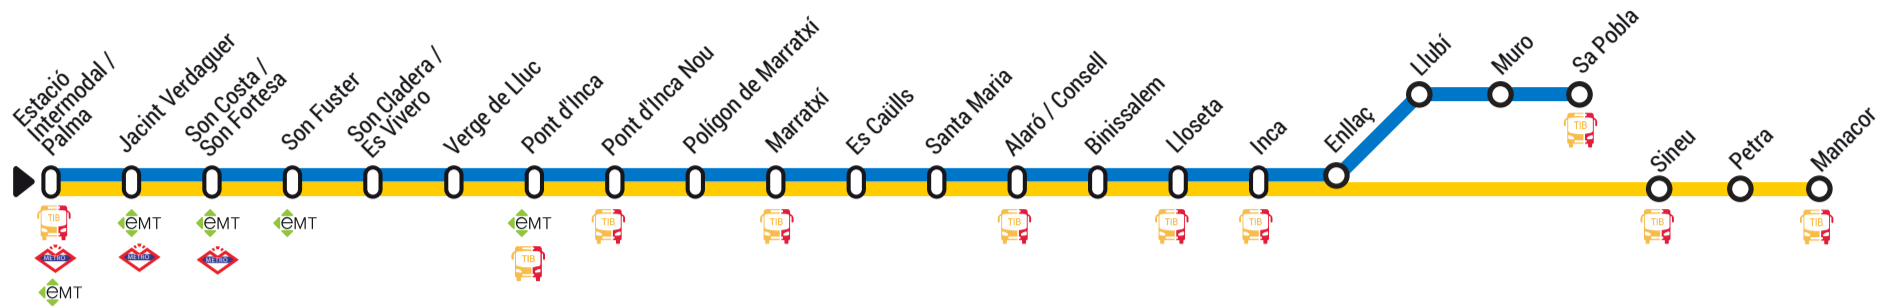 Estació
Intermodal /
Palma
Jacint Verdaguer
Son Costa /
Son Fortesa
Son Fuster
Son Cladera /
Es Vivero
Verge de Lluc
Pont d'Inca
Pont d'Inca Nou
Polígon de Marratxí
Marratxí
Es Caülls
Santa Maria
Alaró / Consell
Binissalem
Lloseta
Inca
Enllaç
Llubí
Muro
Sa Pobla
Sineu
Petra
Manacor
TIB
METRO
eMT
eMT
METRO
eMT
METRO
eMT
eMT
TIB
TIB
TIB
TIB
TIB
TIB
TIB
TIB
TIB